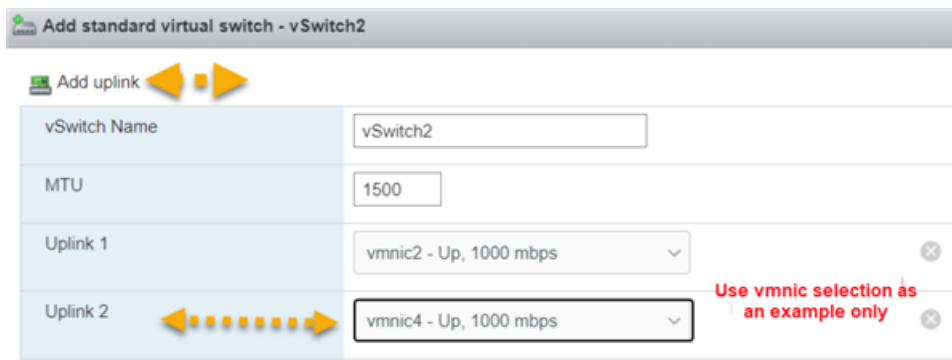 Add standard virtual switch - vSwitch2
Add uplink
vSwitch Name
vSwitch2
MTU
1500
Uplink 1
vmnic2 - Up, 1000 mbps
Uplink 2
vmnic4 - Up, 1000 mbps
Use vmnic selection as
an example only